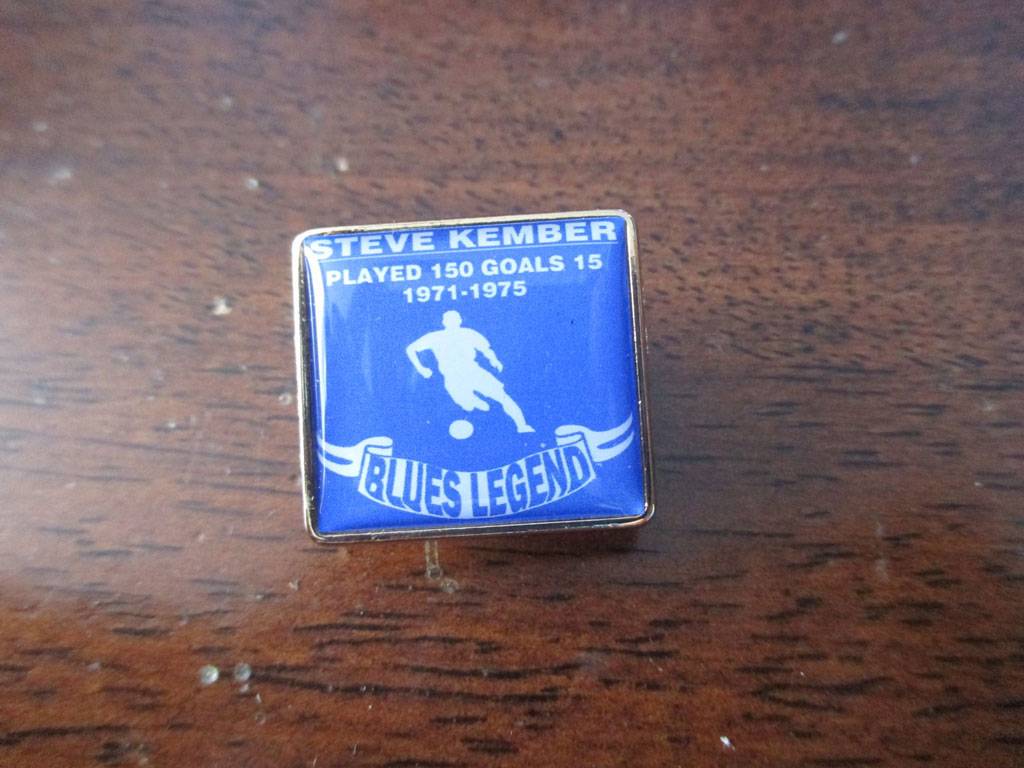 STEVE KEMBER
PLAYED 150 GOALS 15
1971-1975
BLUES LEGEND